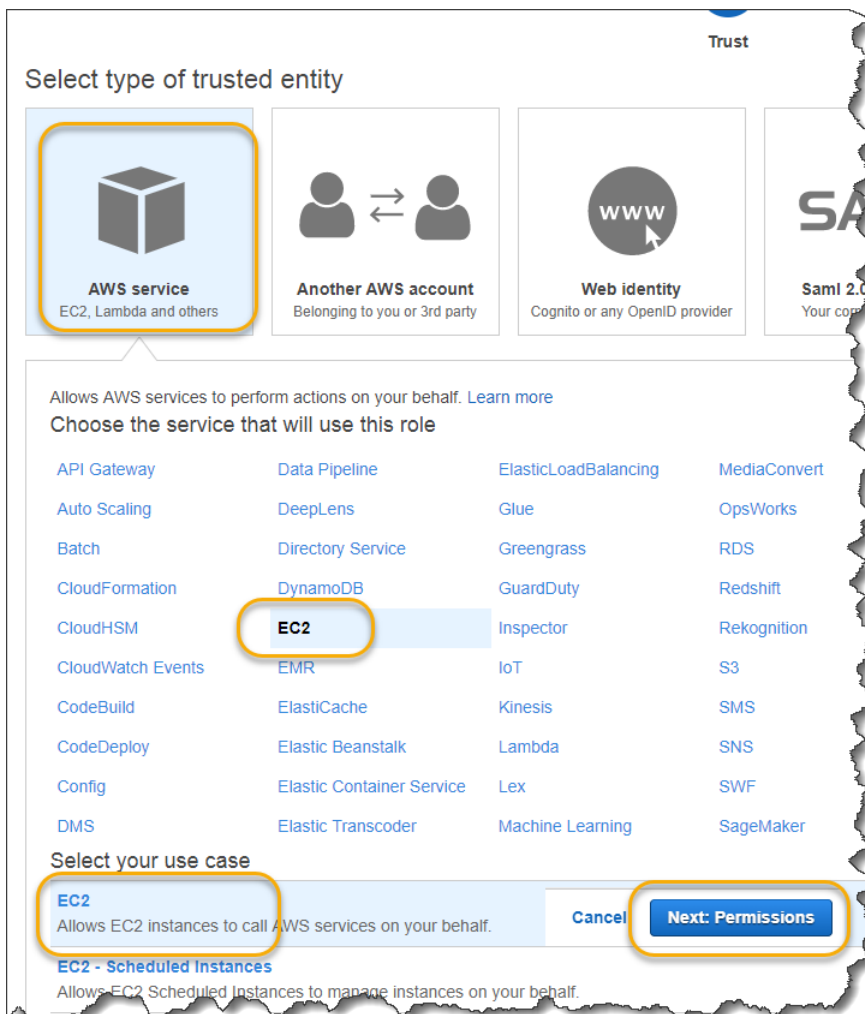 Trust
Select type of trusted entity
www
SA
AWS service
EC2, Lambda and others
Another AWS account
Belonging to you or 3rd party
Web identity
Cognito or any OpenID provider
Saml 2.0
Your
Allows AWS services to perform actions on your behalf. Learn more
Choose the service that will use this role
API Gateway Data Pipeline ElasticLoadBalancing MediaConvert
Auto Scaling DeepLens Glue OpsWorks
Batch Directory Service Greengrass RDS
CloudFormation DynamoDB GuardDuty Redshift
CloudHSM EC2 Inspector Rekognition
CloudWatch Events EMR IoT S3
CodeBuild ElastiCache Kinesis SMS
CodeDeploy Elastic Beanstalk Lambda SNS
Config Elastic Container Service Lex SWF
DMS Elastic Transcoder Machine Learning SageMaker
Select your use case
EC2
Allows EC2 instances to call AWS services on your behalf.
Cancel Next: Permissions
EC2 - Scheduled Instances
Allows EC2 Scheduled Instances to manage instances on your behalf.